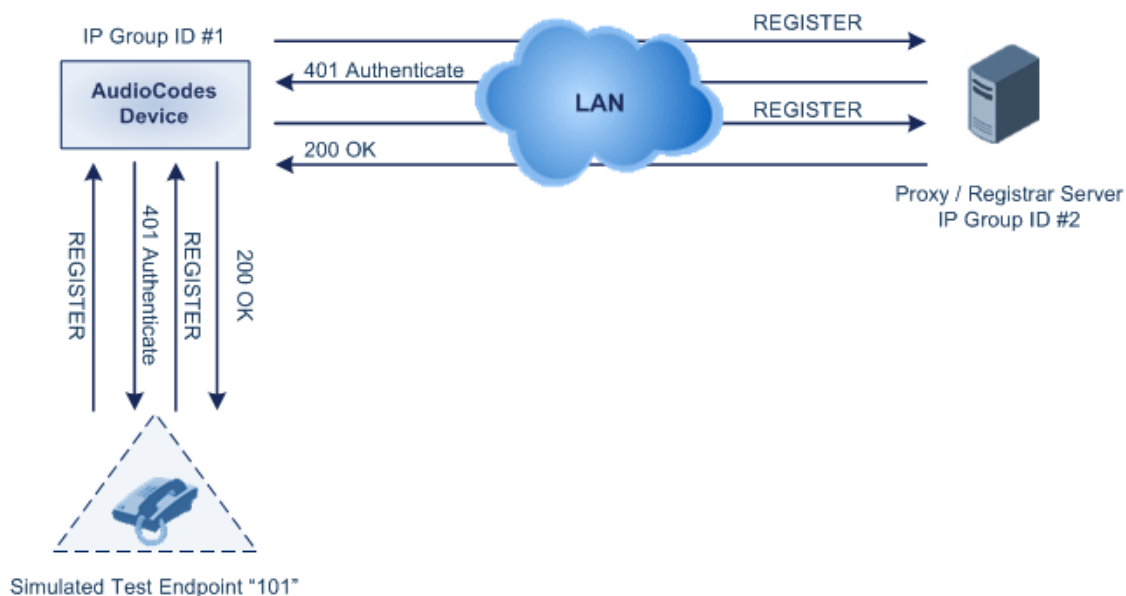 IP Group ID #1
REGISTER
401 Authenticate
AudioCodes
Device
LAN
REGISTER
200 OK
Proxy / Registrar Server
IP Group ID #2
REGISTER
401 Authenticate
REGISTER
200 OK
Simulated Test Endpoint “101”